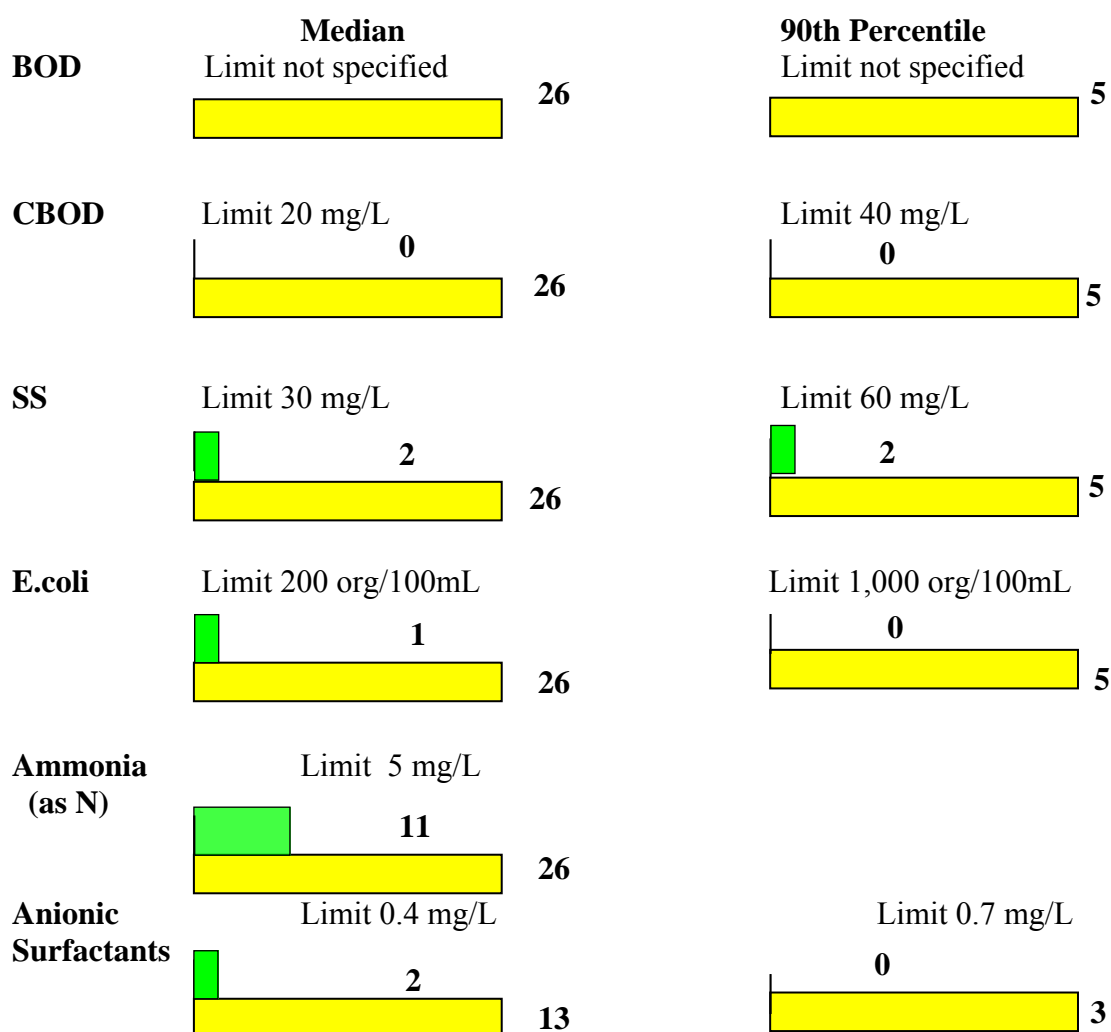 Median 90th Percentile
BOD Limit not specified Limit not specified
26 5
CBOD Limit 20 mg/L Limit 40 mg/L
0 0
26 5
SS Limit 30 mg/L Limit 60 mg/L
2 2
26 5
E.coli Limit 200 org/100mL Limit 1,000 org/100mL
1 0
26 5
Ammonia Limit 5 mg/L
(as N)
11
26
Anionic Limit 0.4 mg/L Limit 0.7 mg/L
Surfactants
2 0
13 3